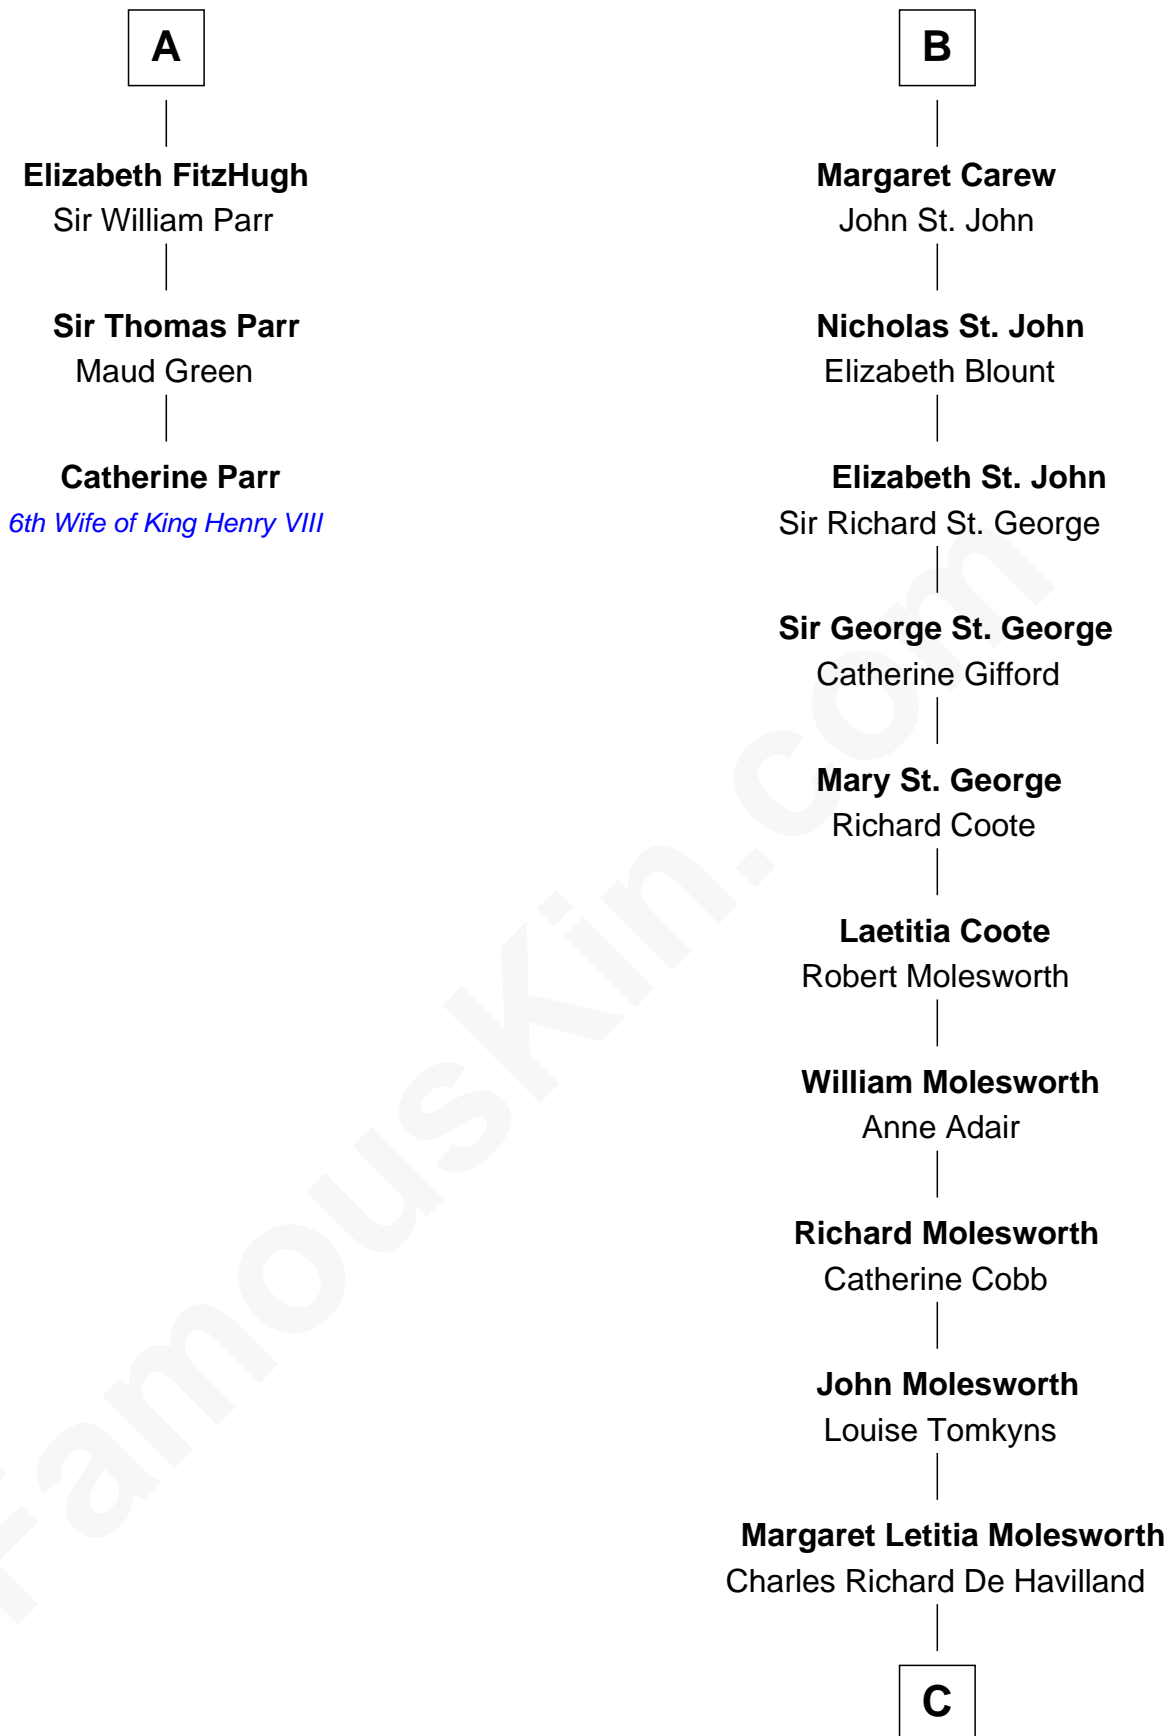 A
Elizabeth FitzHugh
Sir William Parr
Sir Thomas Parr
Maud Green
Catherine Parr
6th Wife of King Henry VIII
B
Margaret Carew
John St. John
Nicholas St. John
Elizabeth Blount
Elizabeth St. John
Sir Richard St. George
Sir George St. George
Catherine Gifford
Mary St. George
Richard Coote
Laetitia Coote
Robert Molesworth
William Molesworth
Anne Adair
Richard Molesworth
Catherine Cobb
John Molesworth
Louise Tomkyns
Margaret Letitia Molesworth
Charles Richard De Havilland
C
FamousKin.com